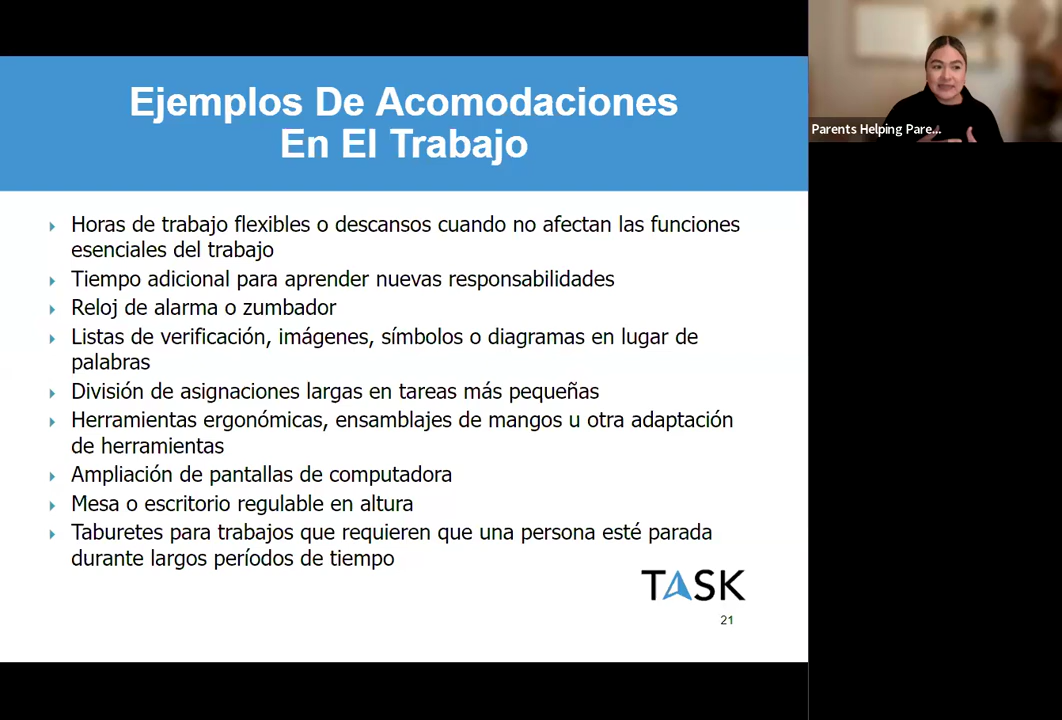 Ejemplos De Acomodaciones
En El Trabajo
Horas de trabajo flexibles o descansos cuando no afectan las funciones
esenciales del trabajo
Tiempo adicional para aprender nuevas responsabilidades
Reloj de alarma o zumbador
Listas de verificación, imágenes, símbolos o diagramas en lugar de
palabras
División de asignaciones largas en tareas más pequeñas
Herramientas ergonómicas, ensamblajes de mangos u otra adaptación
de herramientas
Ampliación de pantallas de computadora
Mesa o escritorio regulable en altura
Taburetes para trabajos que requieren que una persona esté parada
durante largos períodos de tiempo
TASK
21
Parents Helping Pare...